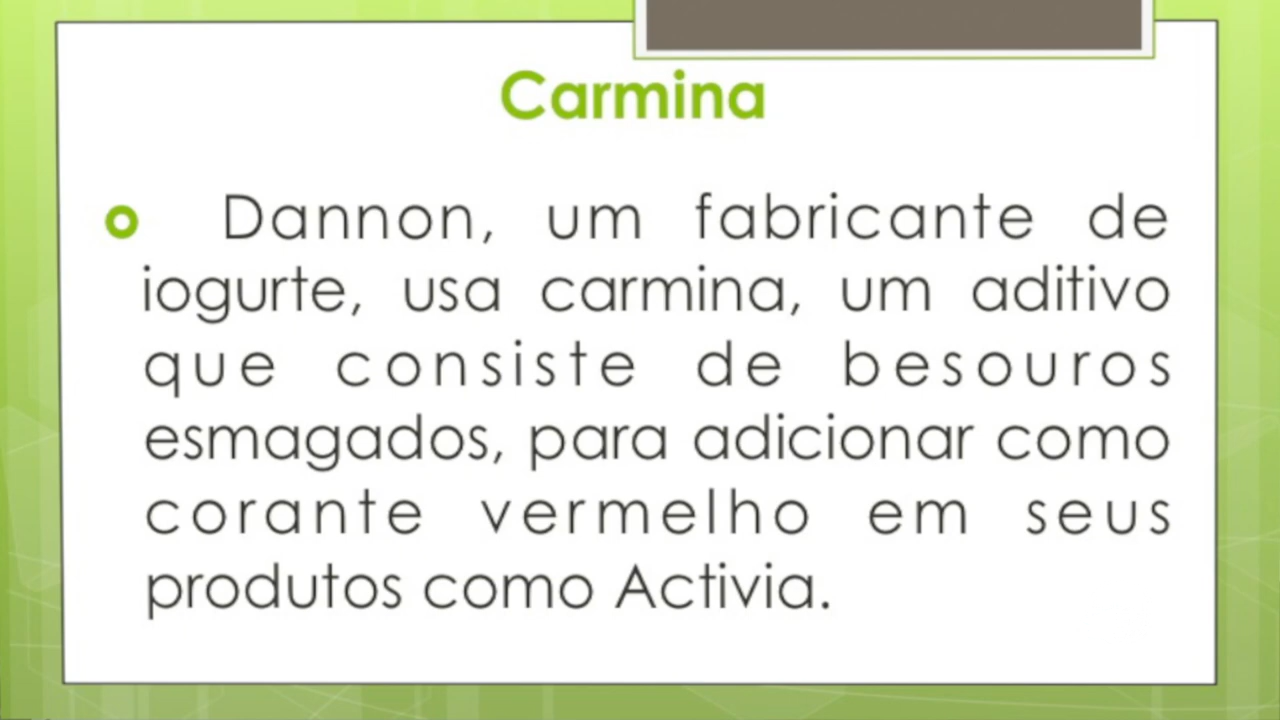 Carmina
Dannon, um fabricante de
iogurte, usa carmina, um aditivo
que consiste de besouros
esmagados, para adicionar como
corante vermelho em seus
produtos como Activia.